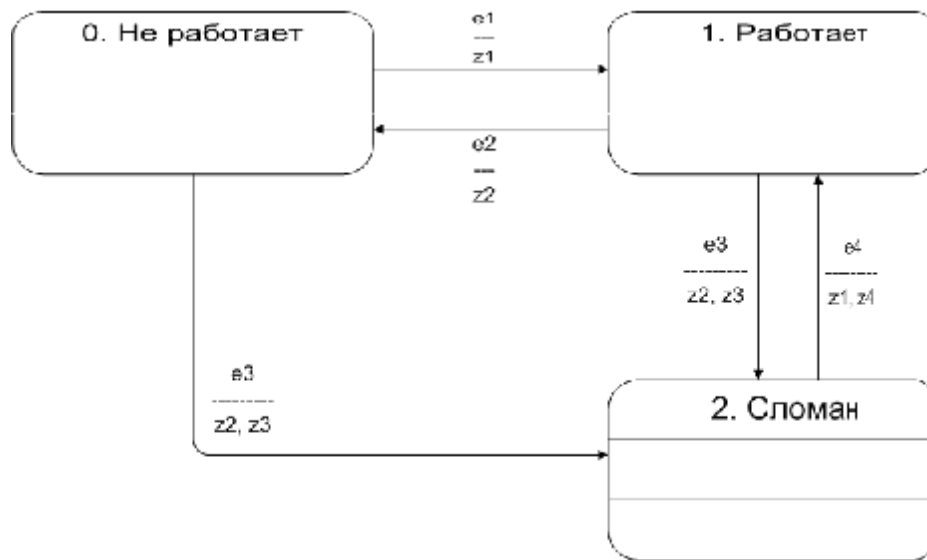 0. Не работает
e1
z1
1. Работает
e2
z2
e3
z2, z3
e4
z1, z4
e3
z2, z3
2. Сломан